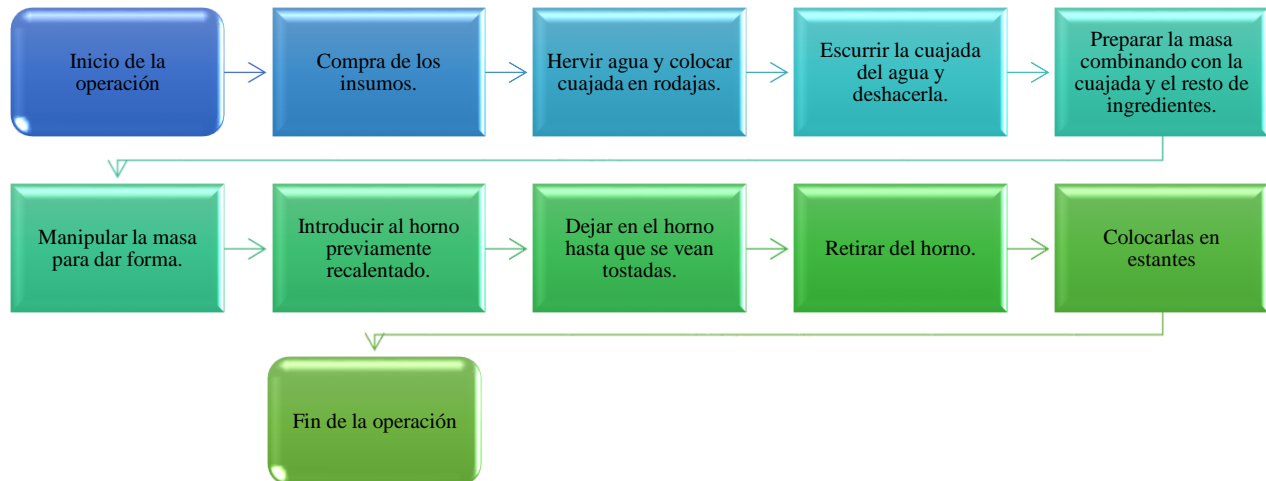 Inicio de la
operación
Compra de los
insumos.
Hervir agua y colocar
cuajada en rodajas.
Escurrir la cuajada
del agua y
deshacerla.
Preparar la masa
combinando con la
cuajada y el resto de
ingredientes.
Manipular la masa
para dar forma.
Introducir al horno
previamente
recalentado.
Dejar en el horno
hasta que se vean
tostadas.
Retirar del horno.
Colocarlas en
estantes
Fin de la operación